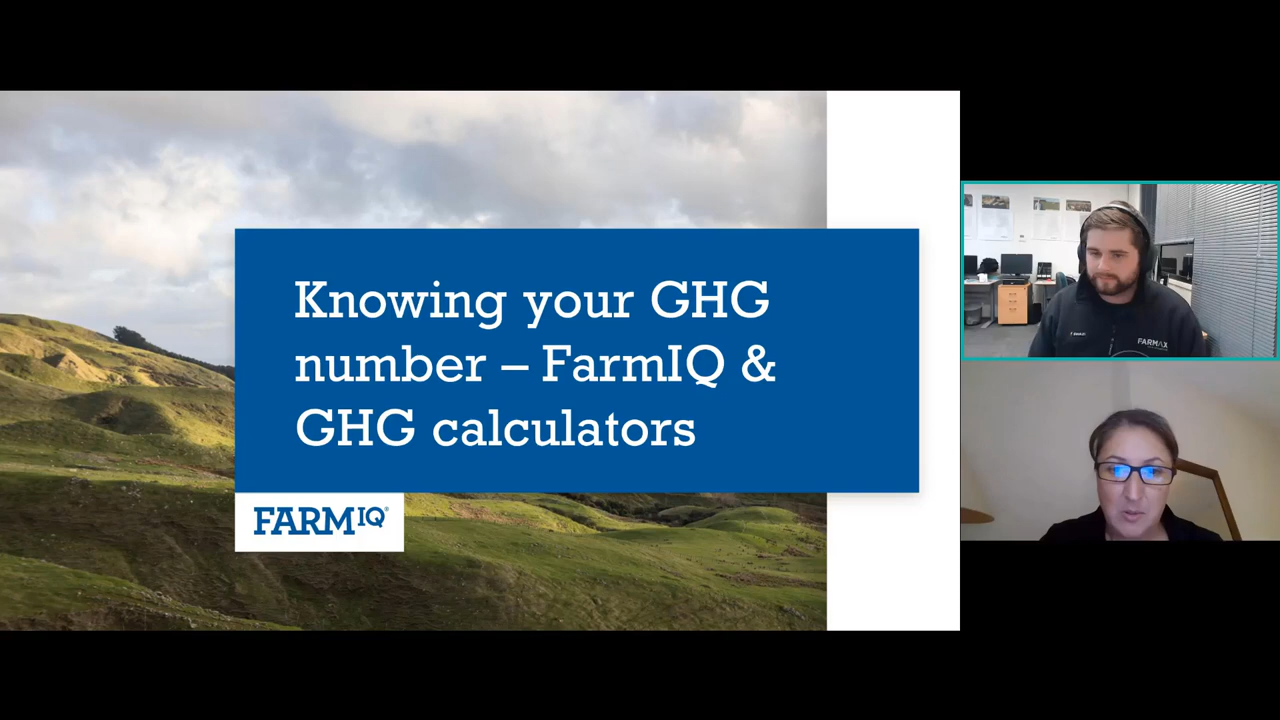 Knowing your GHG
number – FarmIQ &
GHG calculators
FARMIQ®
FARMAX